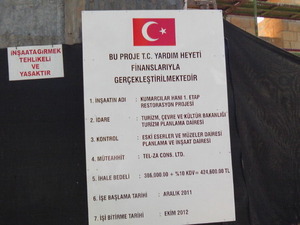 İNŞAATA GİRMEK
TEHLİKELİ
VE
YASAKTIR
BU PROJE T.C. YARDIM HEYETİ
FİNANSLARIYLA
GERÇEKLEŞTİRİLMEKTEDİR
1. İNŞAATIN ADI : KUMARCILAR HANI 1. ETAP
RESTORASYON PROJESİ
2. İDARE : TURİZM, ÇEVRE VE KÜLTÜR BAKANLIĞI
TURİZM PLANLAMA DAİRESİ
3. KONTROL : ESKİ ESERLER VE MÜZELER DAİRESİ
PLANLAMA VE İNŞAAT DAİRESİ
4. MÜTEAHHİT : TEL-ZA CONS. LTD.
5. İHALE BEDELİ : 386,000.00 + %10 KDV= 424,600.00 TL
6. İŞE BAŞLAMA TARİHİ : ARALIK 2011
7. İŞİ BİTİRME TARİHİ : EKİM 2012